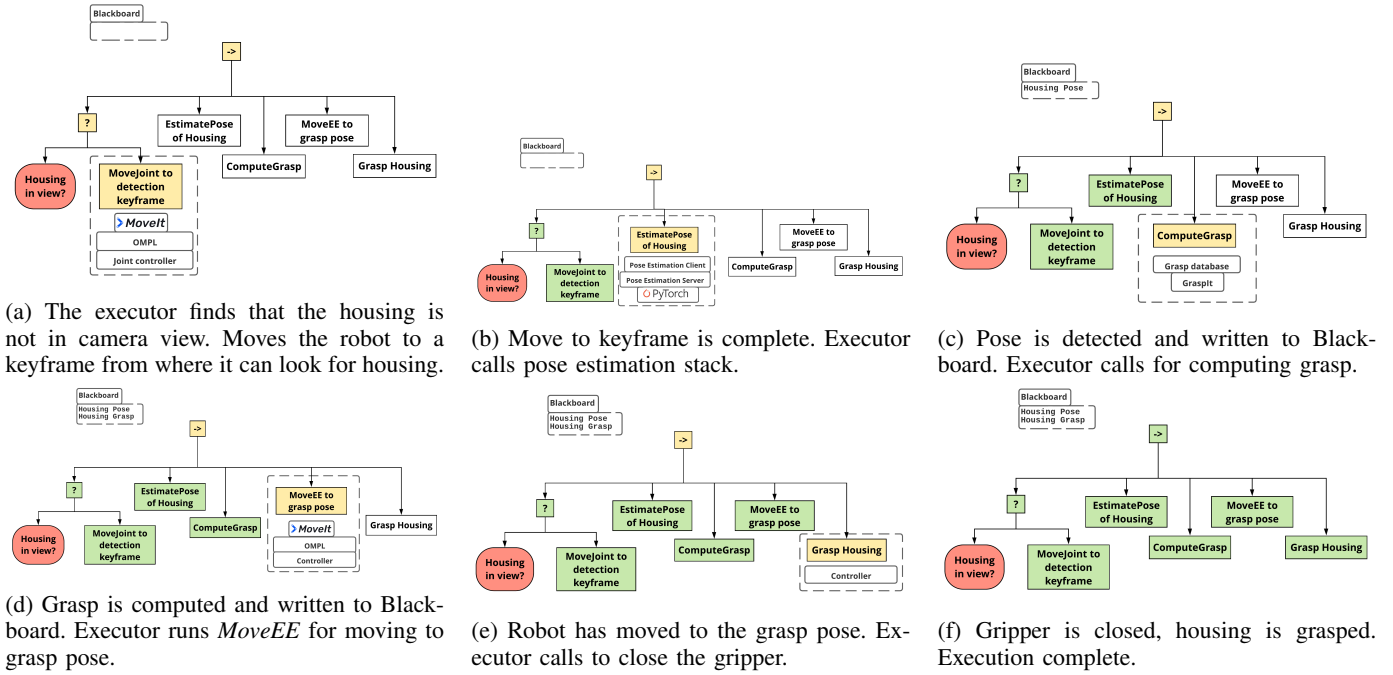 Blackboard
->
?
EstimatePose
of Housing
MoveEE to
grasp pose
ComputeGrasp
Grasp Housing
Housing
in view?
MoveJoint to
detection
keyframe
MoveIt
OMPL
Joint controller
(a) The executor finds that the housing is
not in camera view. Moves the robot to a
keyframe from where it can look for housing.
Blackboard
->
?
EstimatePose
of Housing
MoveEE to
grasp pose
Pose Estimation Client
ComputeGrasp
Grasp Housing
Housing
in view?
MoveJoint to
detection
keyframe
Pose Estimation Server
PyTorch
(b) Move to keyframe is complete. Executor
calls pose estimation stack.
Blackboard
Housing Pose
->
?
EstimatePose
of Housing
MoveEE to
grasp pose
Grasp Housing
Housing
in view?
MoveJoint to
detection
keyframe
ComputeGrasp
Grasp database
GraspIt
(c) Pose is detected and written to Black-
board. Executor calls for computing grasp.
Blackboard
Housing Pose
Housing Grasp
->
?
EstimatePose
of Housing
MoveEE to
grasp pose
ComputeGrasp
Grasp Housing
Housing
in view?
MoveJoint to
detection
keyframe
MoveIt
OMPL
Controller
(d) Grasp is computed and written to Black-
board. Executor runs MoveEE for moving to
grasp pose.
Blackboard
Housing Pose
Housing Grasp
->
?
EstimatePose
of Housing
MoveEE to
grasp pose
ComputeGrasp
Grasp Housing
Housing
in view?
MoveJoint to
detection
keyframe
Controller
(e) Robot has moved to the grasp pose. Ex-
ecutor calls to close the gripper.
Blackboard
Housing Pose
Housing Grasp
->
?
EstimatePose
of Housing
MoveEE to
grasp pose
ComputeGrasp
Grasp Housing
Housing
in view?
MoveJoint to
detection
keyframe
(f) Gripper is closed, housing is grasped.
Execution complete.